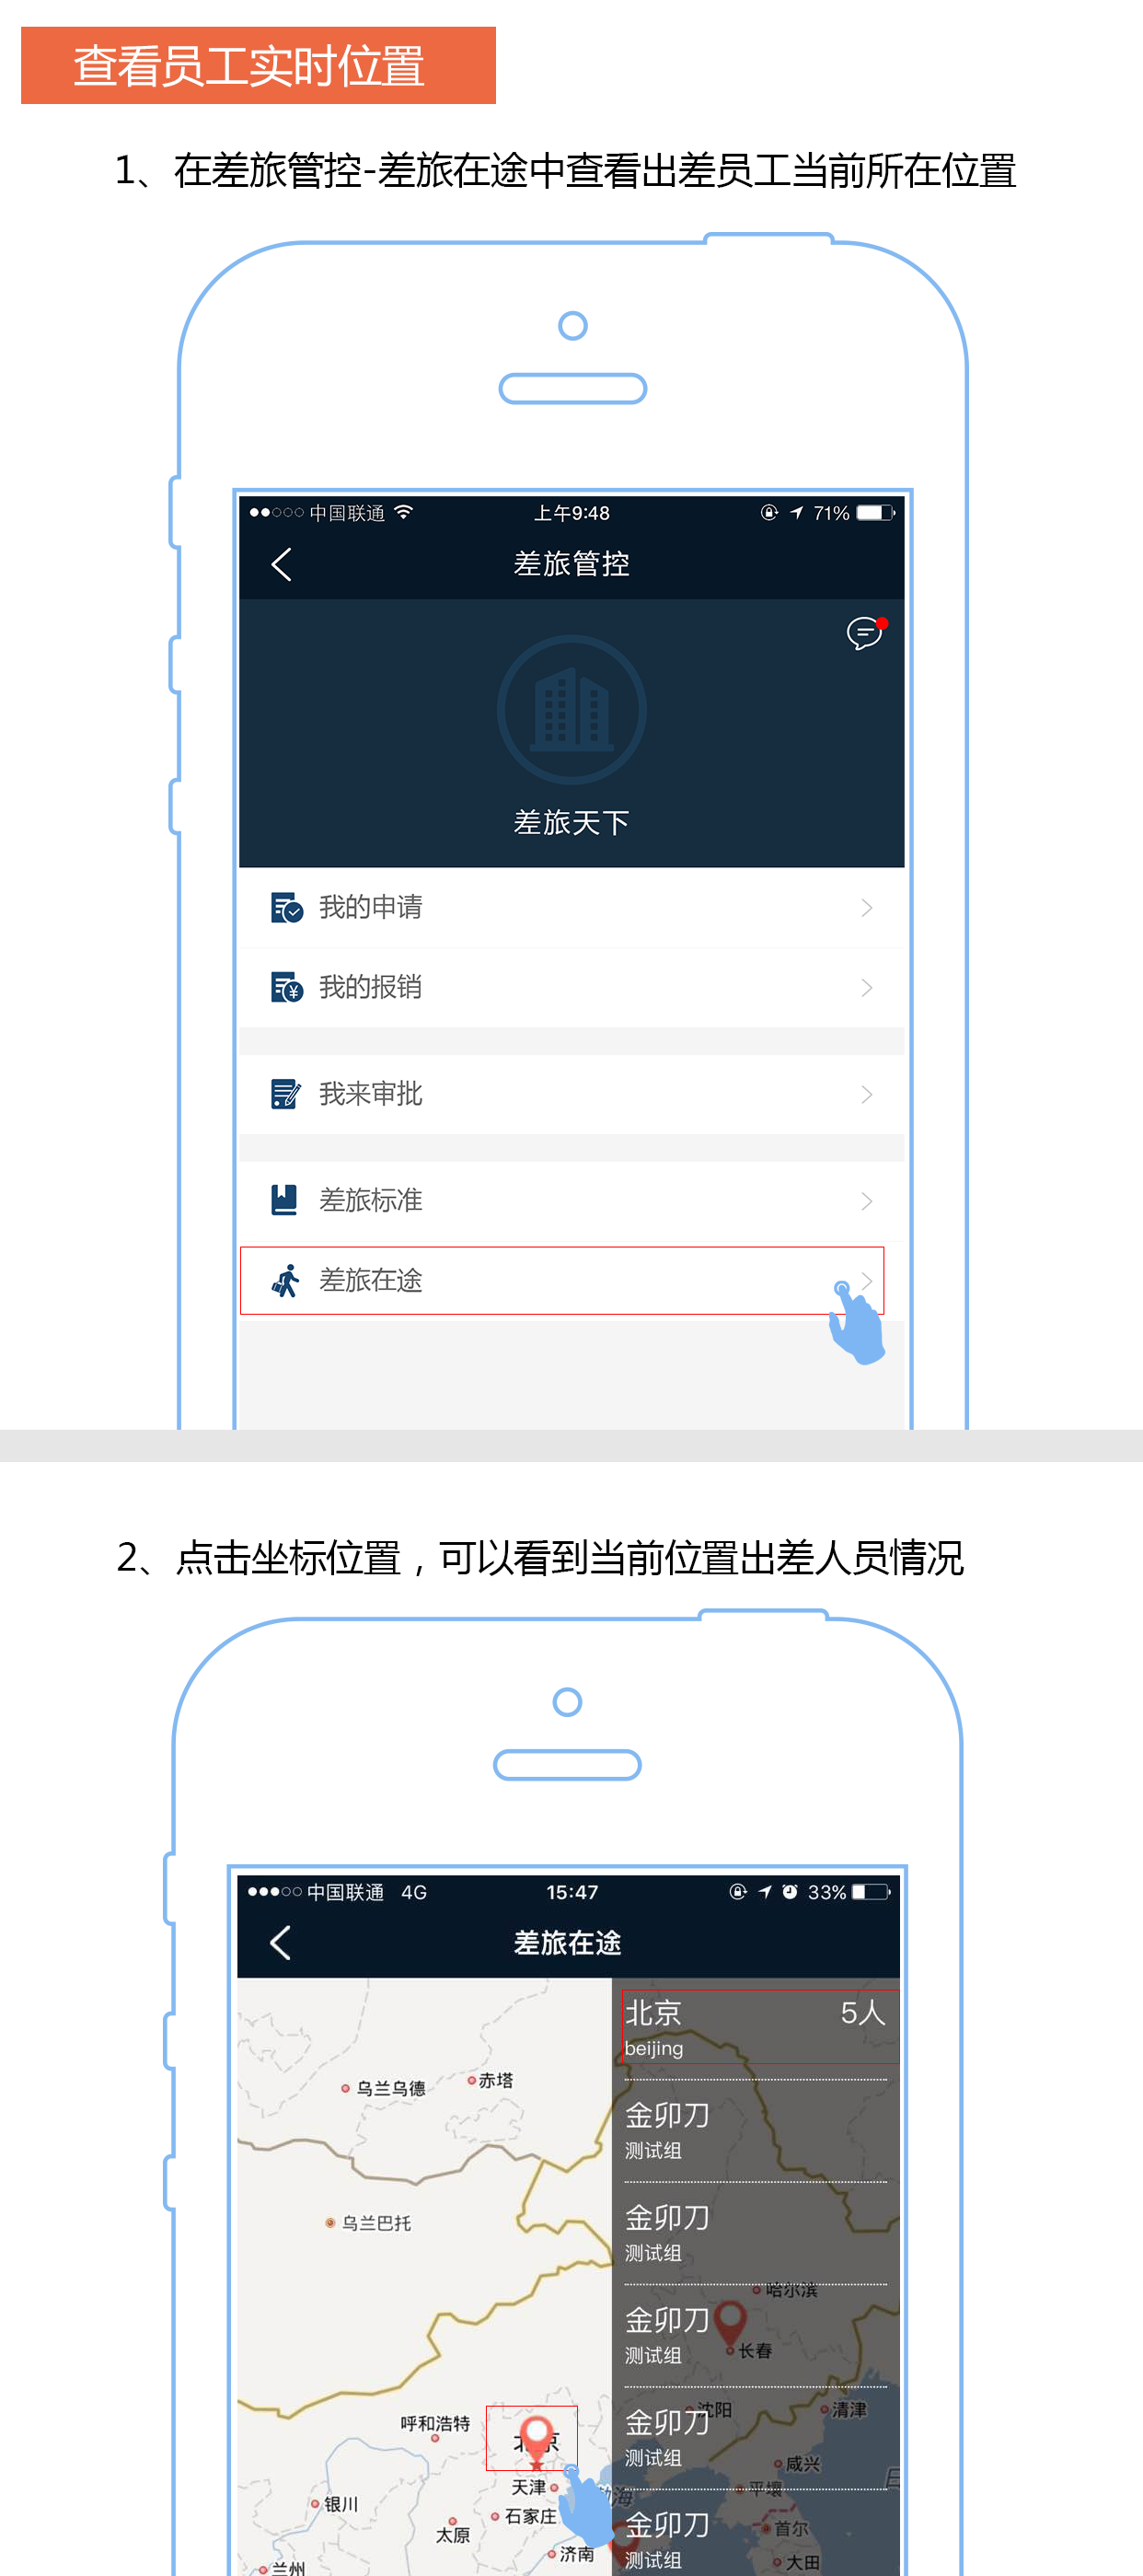 查看员工实时位置
1、在差旅管控-差旅在途中查看出差员工当前所在位置
中国联通 上午9:48 71%
差旅管控
差旅天下
我的申请
我的报销
我来审批
差旅标准
差旅在途
2、点击坐标位置，可以看到当前位置出差人员情况
中国联通 4G 15:47 33%
差旅在途
北京 5人
beijing
乌兰乌德 赤塔
金卯刀
测试组
乌兰巴托
金卯刀
测试组
哈尔滨
金卯刀
测试组
长春
沈阳 清津
呼和浩特
金卯刀
北京
测试组
咸兴
天津
平壤
银川
石家庄
太原
金卯刀
首尔
济南
测试组
大田
兰州